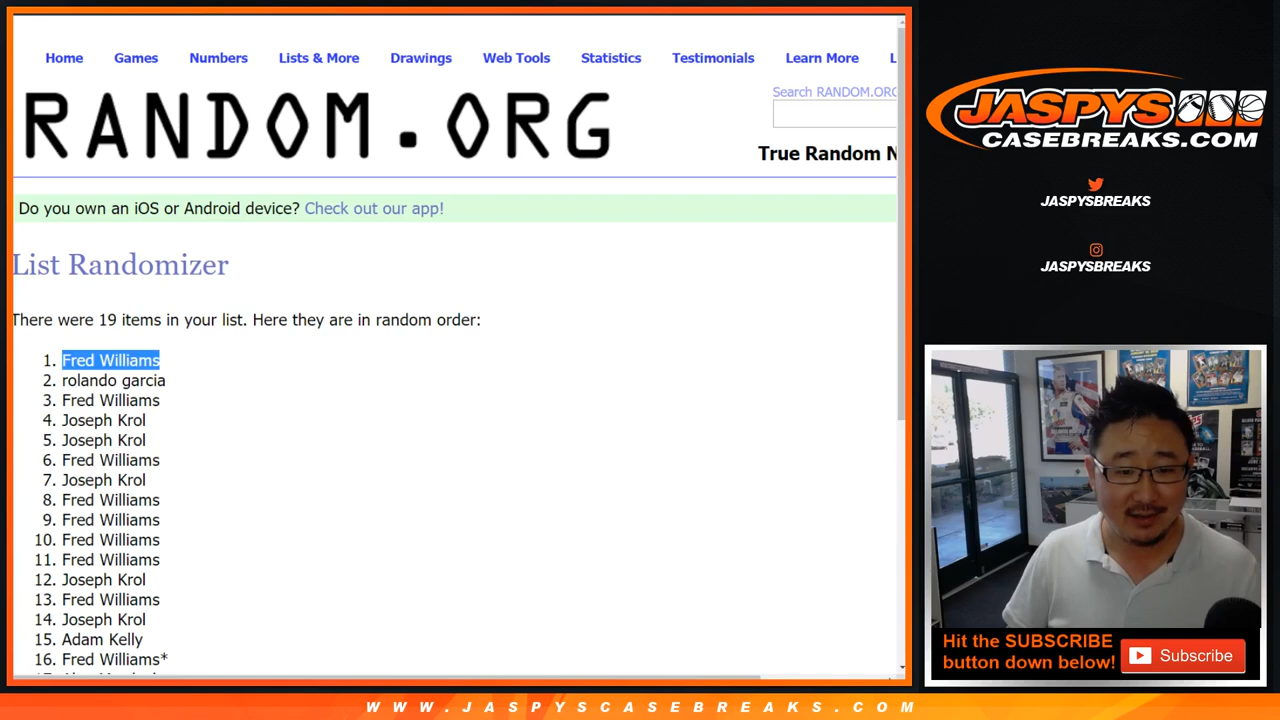 Home Games Numbers Lists & More Drawings Web Tools Statistics Testimonials Learn More
RANDOM.ORG
Search RANDOM.ORG
True Random N
Do you own an iOS or Android device? Check out our app!
List Randomizer
There were 19 items in your list. Here they are in random order:
1. Fred Williams
2. rolando garcia
3. Fred Williams
4. Joseph Krol
5. Joseph Krol
6. Fred Williams
7. Joseph Krol
8. Fred Williams
9. Fred Williams
10. Fred Williams
11. Fred Williams
12. Joseph Krol
13. Fred Williams
14. Joseph Krol
15. Adam Kelly
16. Fred Williams*
JASPYS
CASEBREAKS.COM
JASPYSBREAKS
JASPYSBREAKS
Hit the SUBSCRIBE
button down below!
Subscribe
WWW.JASPYSCASEBREAKS.COM